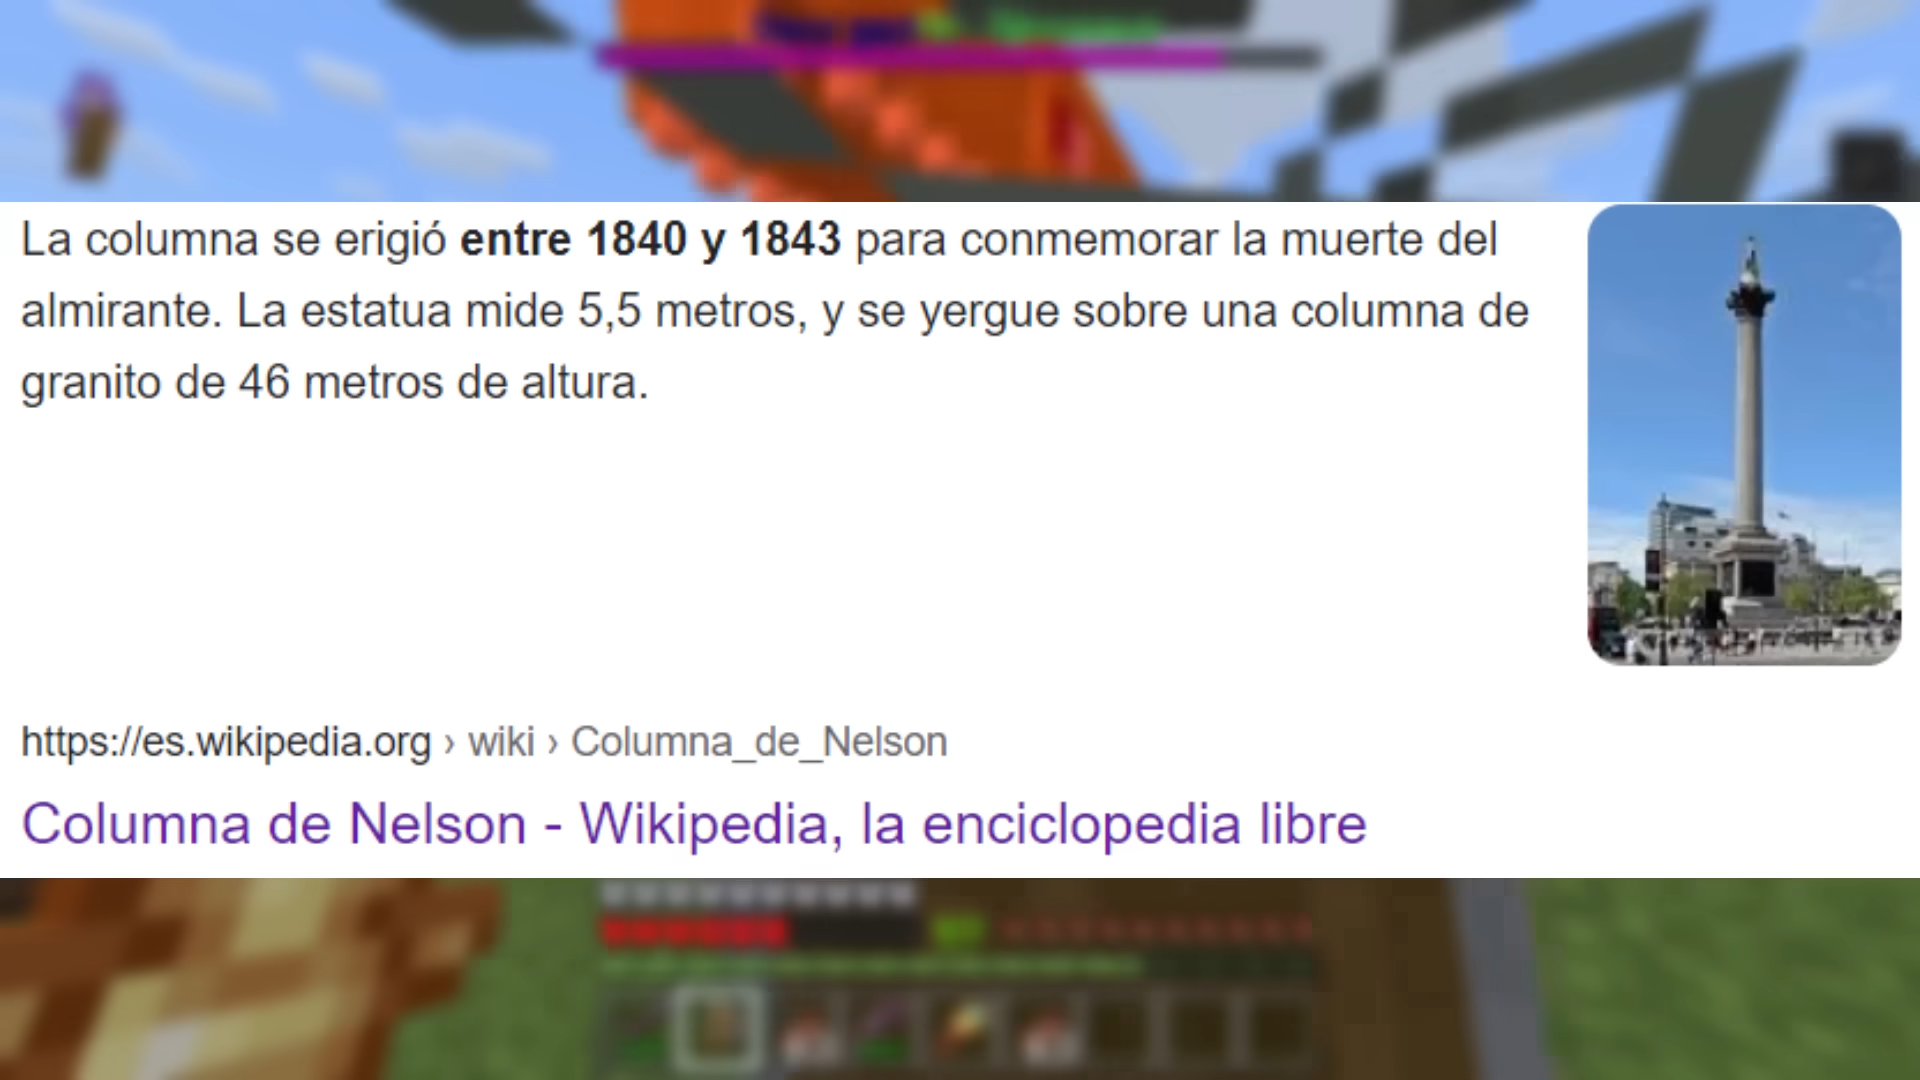 La columna se erigió entre 1840 y 1843 para conmemorar la muerte del
almirante. La estatua mide 5,5 metros, y se yergue sobre una columna de
granito de 46 metros de altura.
https://es.wikipedia.org › wiki › Columna_de_Nelson
Columna de Nelson - Wikipedia, la enciclopedia libre